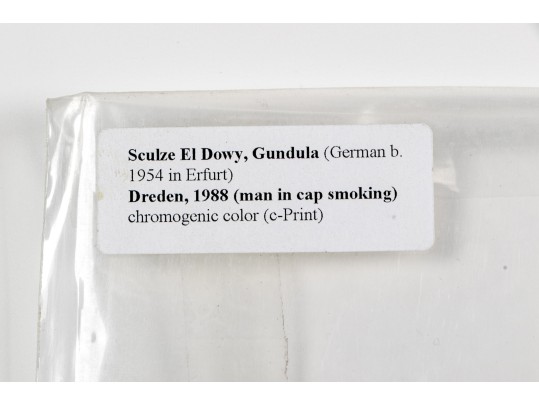 Sculze El Dowy, Gundula (German b.
1954 in Erfurt)
Dreden, 1988 (man in cap smoking)
chromogenic color (c-Print)